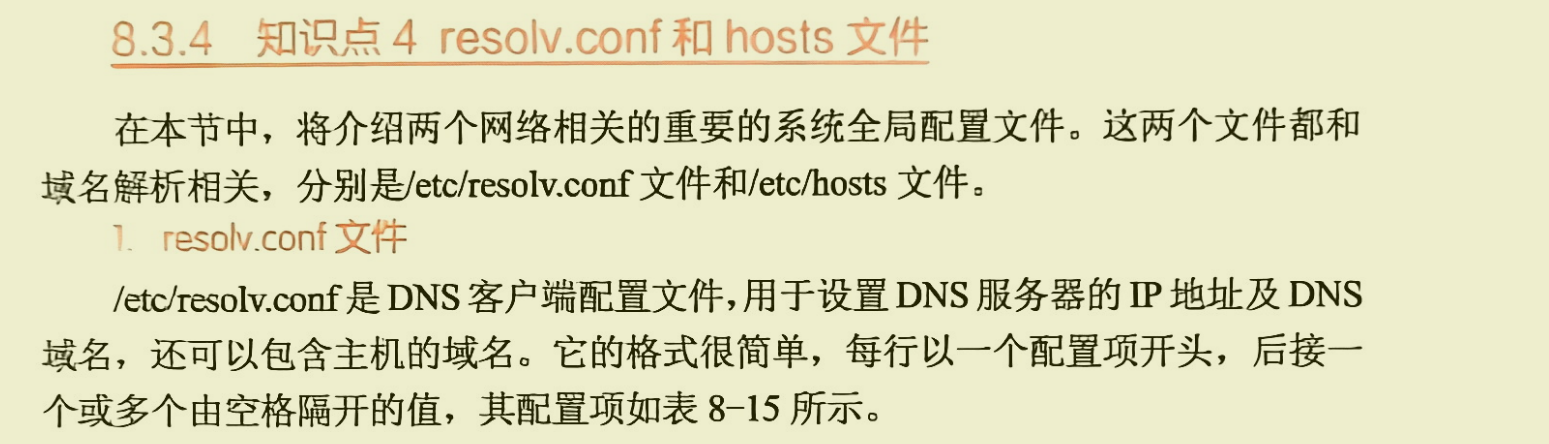 8.3.4 知识点 4 resolv.conf 和 hosts 文件
在本节中，将介绍两个网络相关的重要的系统全局配置文件。这两个文件都和
域名解析相关，分别是/etc/resolv.conf 文件和/etc/hosts 文件。
1. resolv.conf 文件
/etc/resolv.conf 是 DNS 客户端配置文件，用于设置 DNS 服务器的 IP 地址及 DNS
域名，还可以包含主机的域名。它的格式很简单，每行以一个配置项开头，后接一
个或多个由空格隔开的值，其配置项如表 8-15 所示。